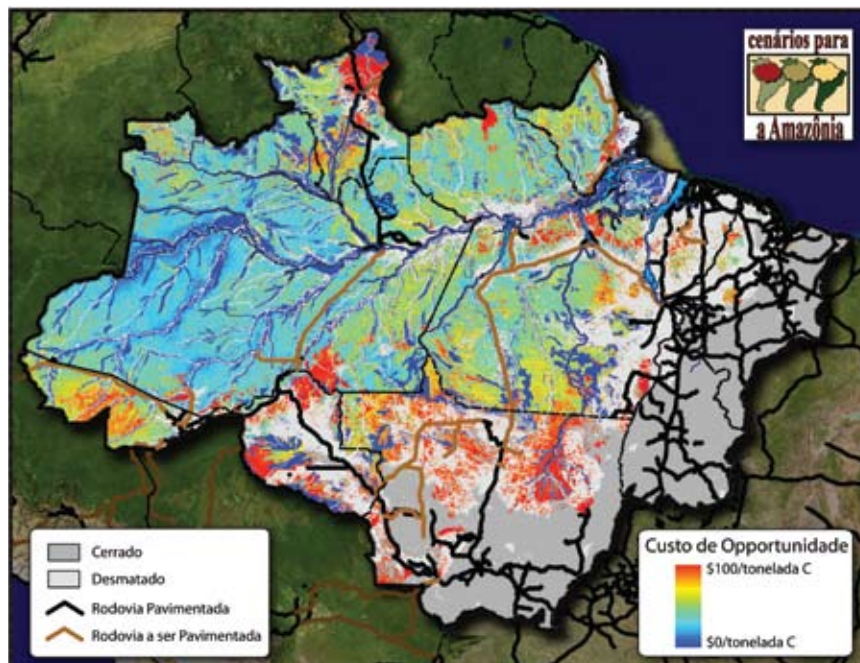 cenários para
a Amazônia
Cerrado
Desmatado
Rodovia Pavimentada
Rodovia a ser Pavimentada
Custo de Opportunidade
$100/tonelada C
$0/tonelada C